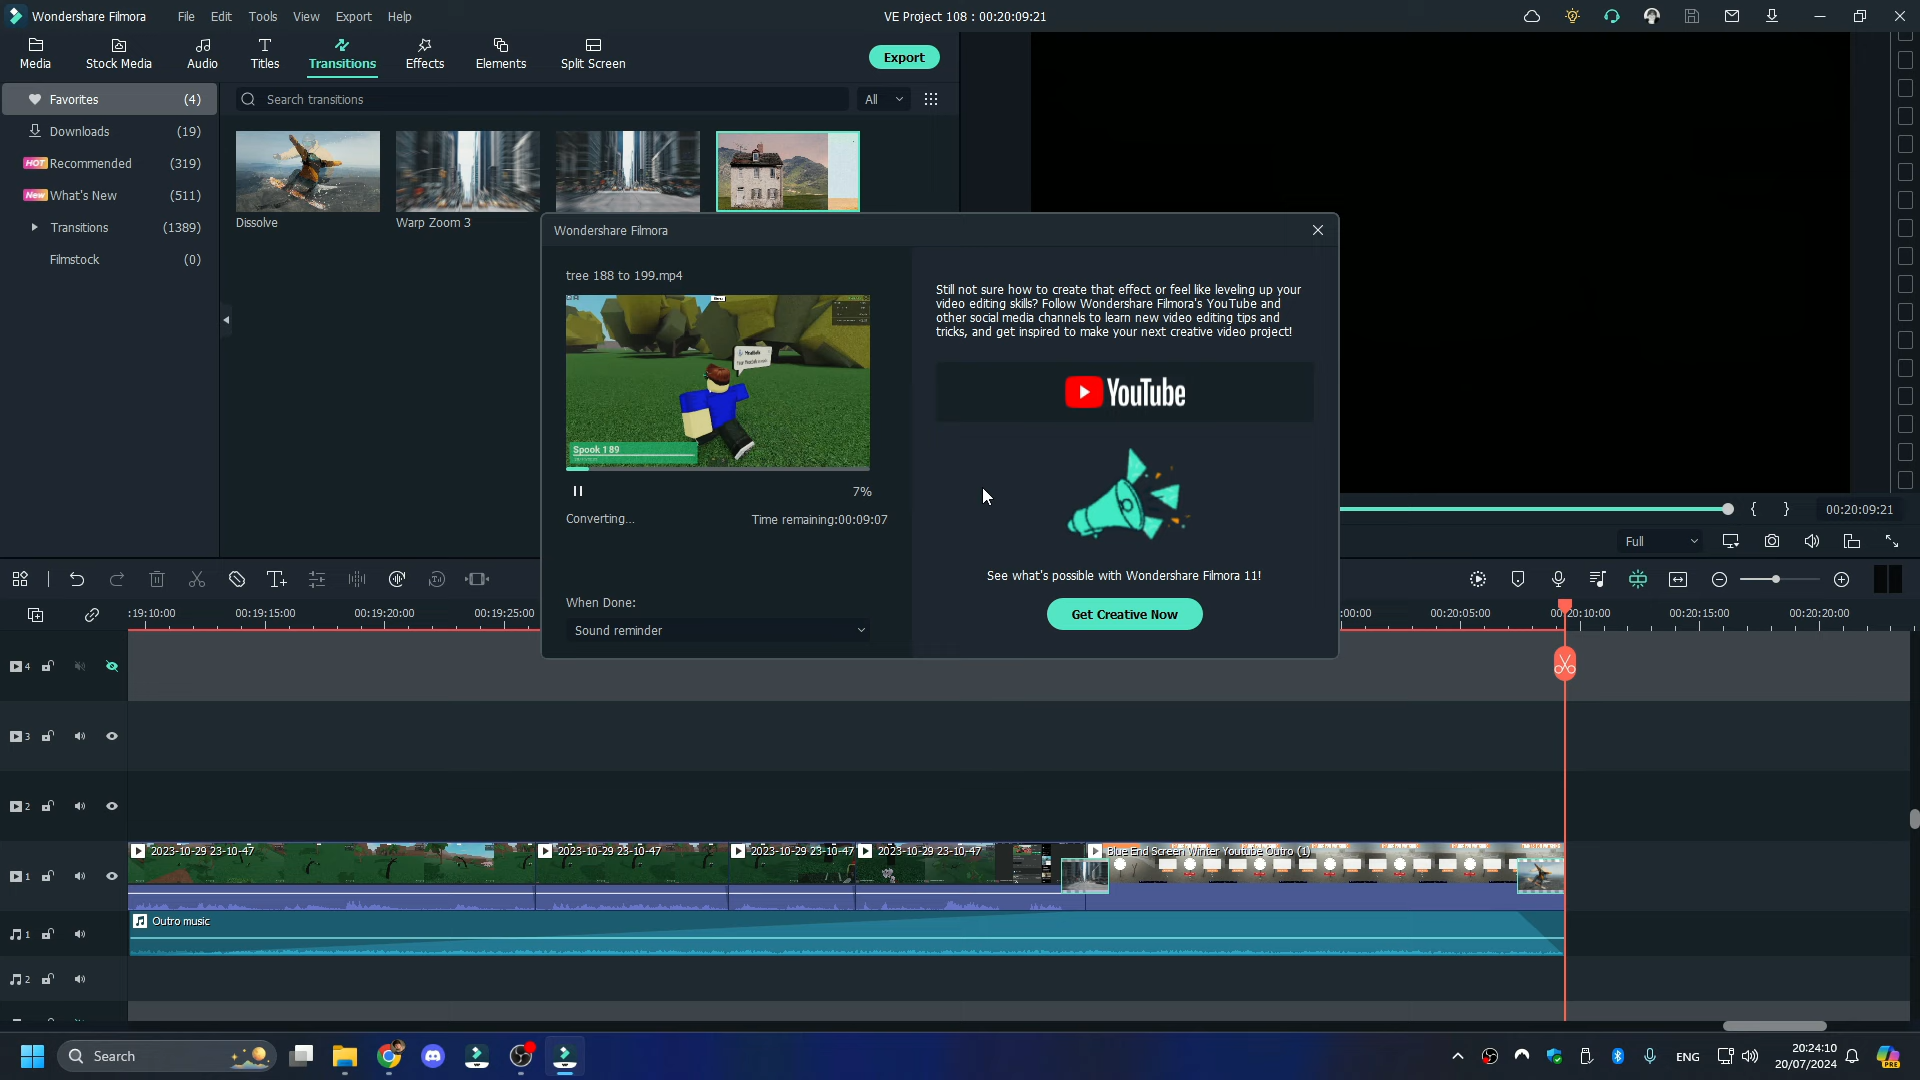 Wondershare Filmora
File Edit Tools View Export Help
VE Project 108 : 00:20:09:21
Media
Stock Media
Audio
Titles
Transitions
Effects
Elements
Split Screen
Export
Favorites (4)
Search transitions
All
Downloads (19)
HOT Recommended (319)
New What's New (511)
Transitions (1389)
Filmstock (0)
Dissolve
Warp Zoom 3
Wondershare Filmora
tree 188 to 199.mp4
Spook 189
7%
Converting...
Time remaining:00:09:07
When Done:
Sound reminder
Still not sure how to create that effect or feel like leveling up your
video editing skills? Follow Wondershare Filmora's YouTube and
other social media channels to learn new video editing tips and
tricks, and get inspired to make your next creative video project!
YouTube
See what's possible with Wondershare Filmora 11!
Get Creative Now
00:20:09:21
Full
:19:10:00
00:19:15:00
00:19:20:00
00:19:25:00
:00:00
00:20:05:00
00:20:10:00
00:20:15:00
00:20:20:00
4
3
2
1
2023-10-29 23-10-47
2023-10-29 23-10-47
2023-10-29 23-10-47
2023-10-29 23-10-47
Blue End Screen Winter Youtube Outro (1)
1
Outro music
2
Search
ENG
20:24:10
20/07/2024
PRE